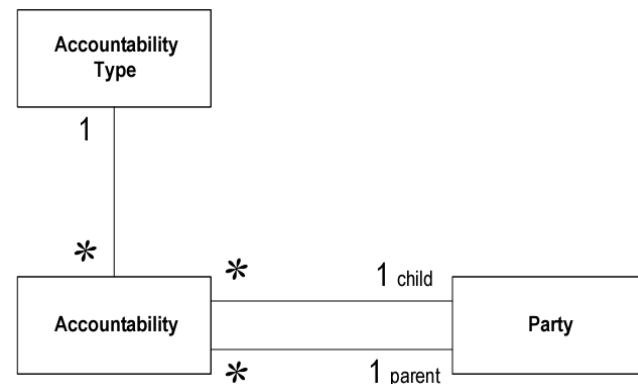 Accountability
Type
1
*
*
1 child
Accountability
Party
*
1 parent